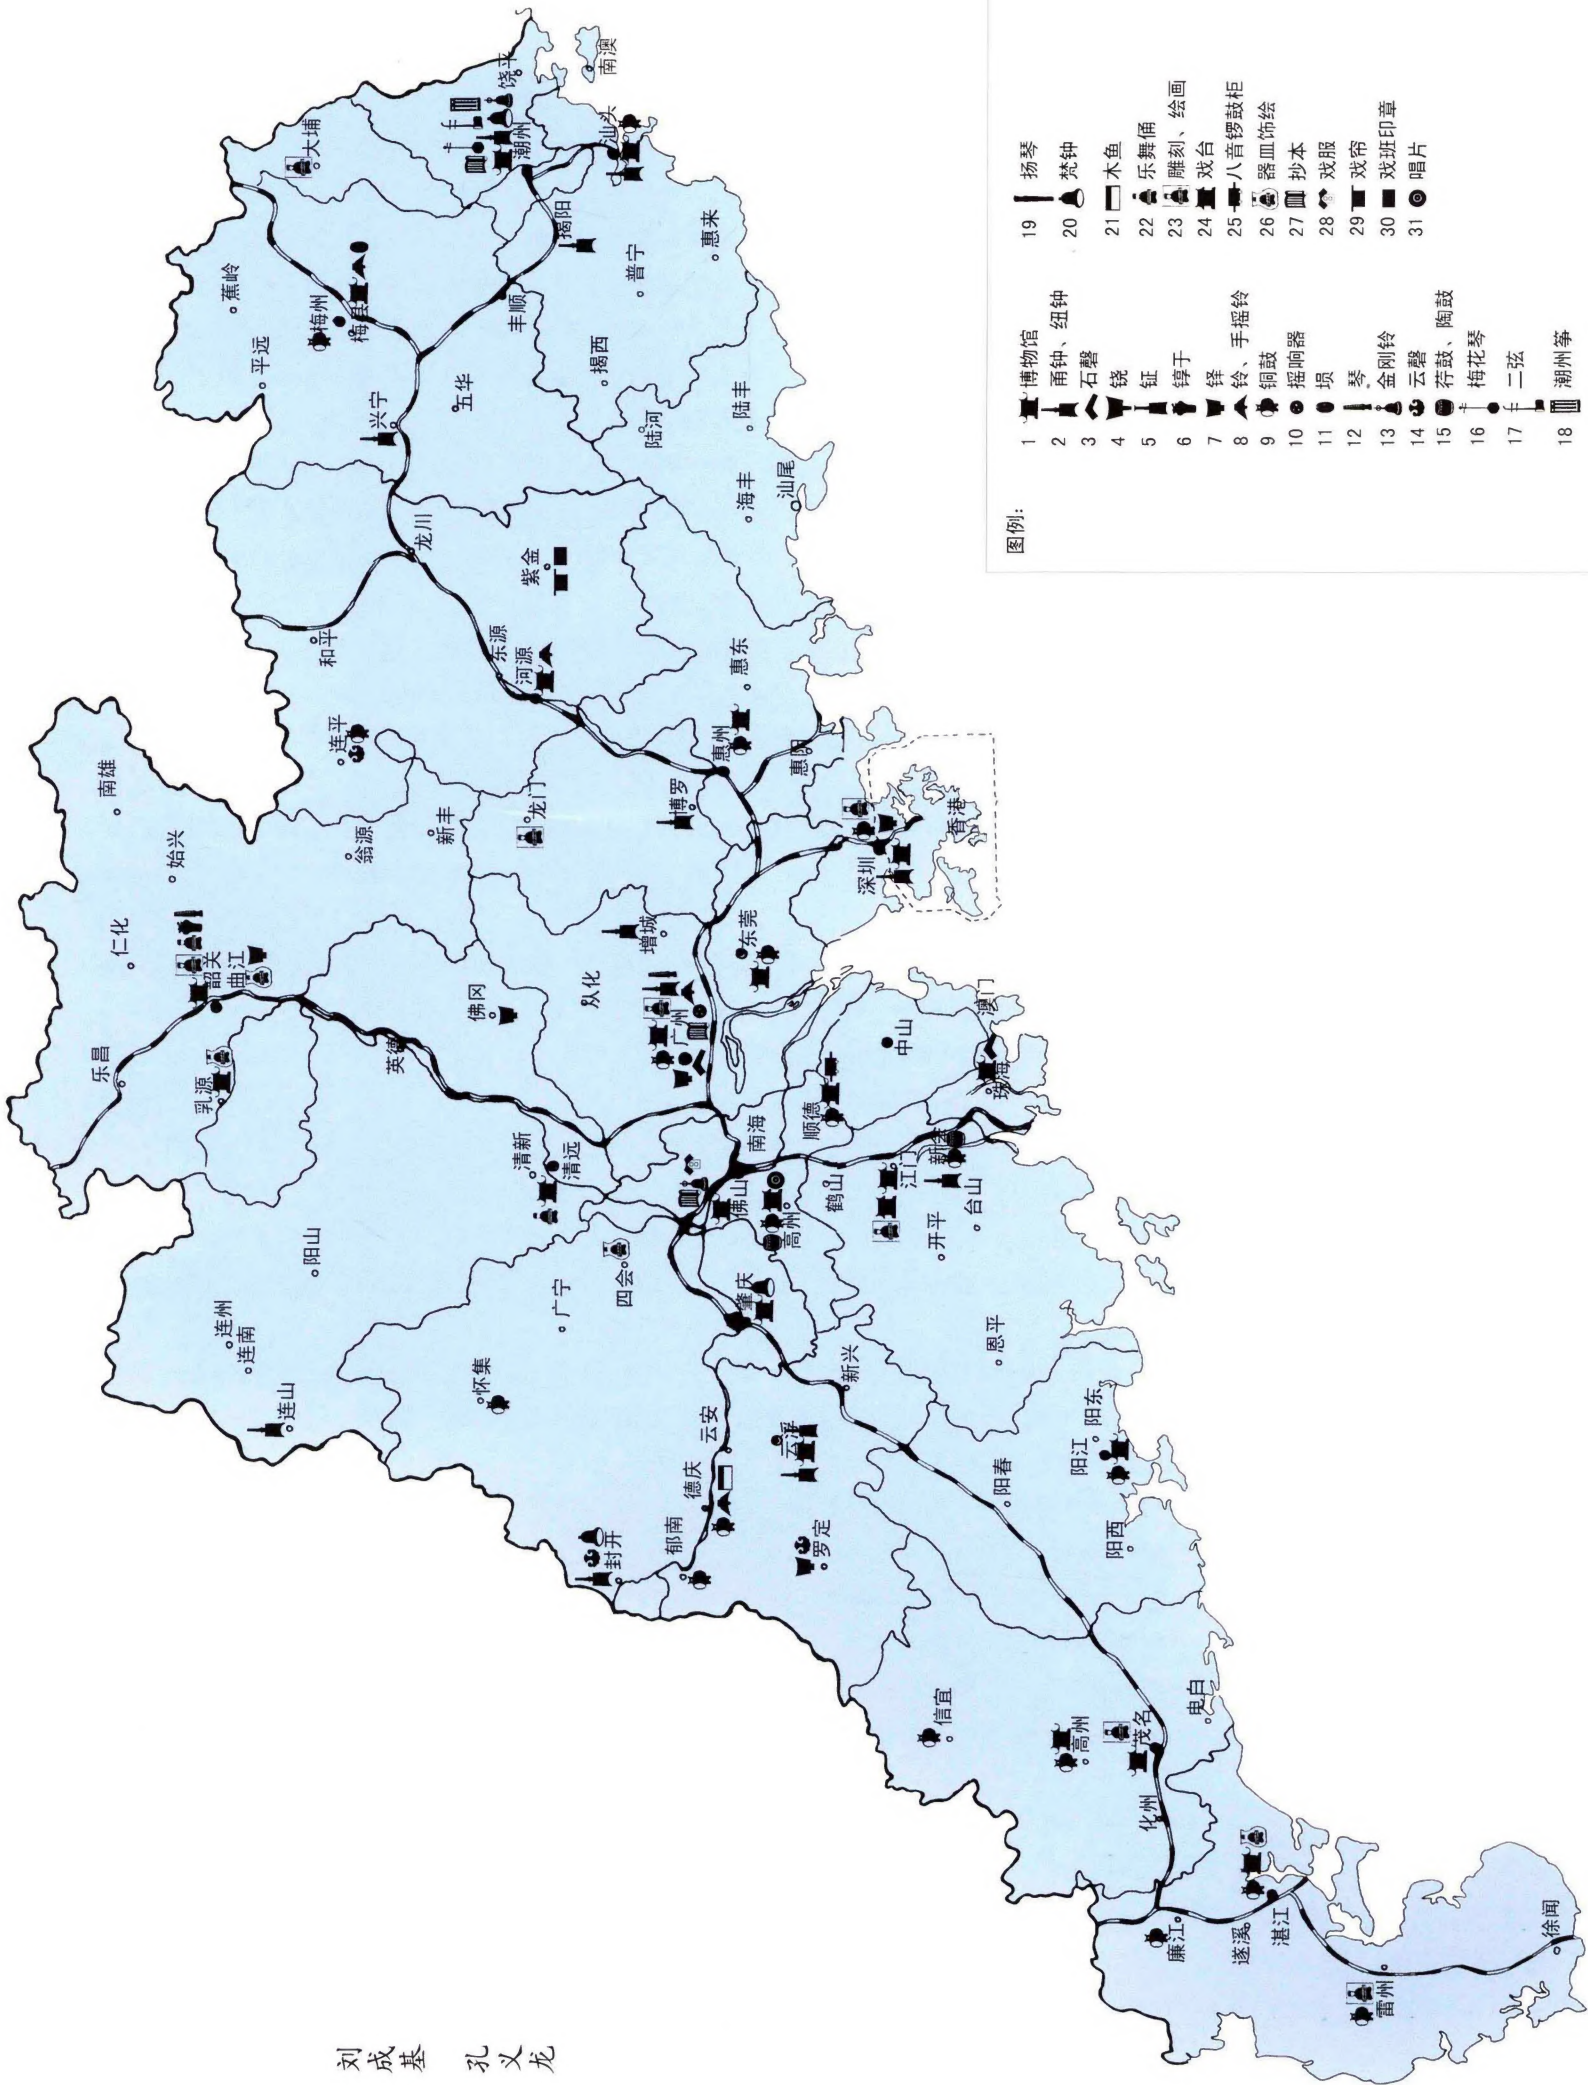 刘成基 孔义龙
乐昌
仁化
始兴
南雄
韶关
曲江
乳源
翁源
新丰
连平
和平
龙川
兴宁
平远
蕉岭
梅州
梅县
大埔
丰顺
五华
紫金
东源
河源
揭阳
揭西
普宁
惠来
潮州
饶平
南澳
汕头
陆河
陆丰
海丰
汕尾
惠东
惠州
惠阳
博罗
龙门
增城
从化
佛冈
英德
清新
清远
阳山
连州
连南
连山
怀集
广宁
四会
广州
东莞
深圳
香港
南海
佛山
高州
顺德
中山
珠海
澳门
鹤山
江门
新会
台山
开平
恩平
肇庆
新兴
云安
云浮
德庆
郁南
封开
罗定
阳春
阳东
阳江
阳西
信宜
高州
茂名
电白
化州
廉江
遂溪
湛江
雷州
徐闻
图例:
1 博物馆
2 甬钟、纽钟
3 石磬
4 铙
5 钲
6 錞于
7 铎
8 铃、手摇铃
9 铜鼓
10 摇响器
11 埙
12 琴
13 金刚铃
14 云磬
15 荇鼓、陶鼓
16 梅花琴
17 二弦
18 潮州筝
19 扬琴
20 梵钟
21 木鱼
22 乐舞俑
23 雕刻、绘画
24 戏台
25 八音锣鼓柜
26 器皿饰绘
27 抄本
28 戏服
29 戏帘
30 戏班印章
31 唱片